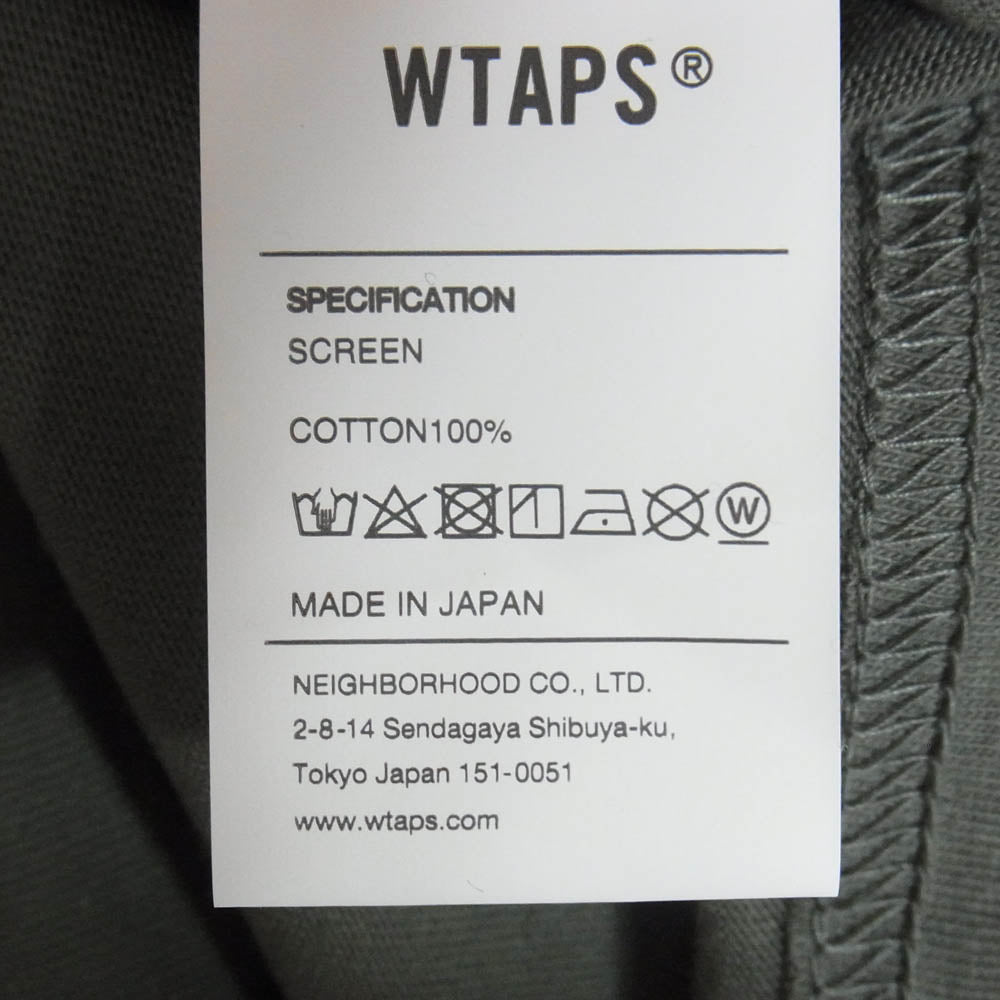 WTAPS®
SPECIFICATION
SCREEN
COTTON100%
W
MADE IN JAPAN
NEIGHBORHOOD CO., LTD.
2-8-14 Sendagaya Shibuya-ku,
Tokyo Japan 151-0051
www.wtaps.com